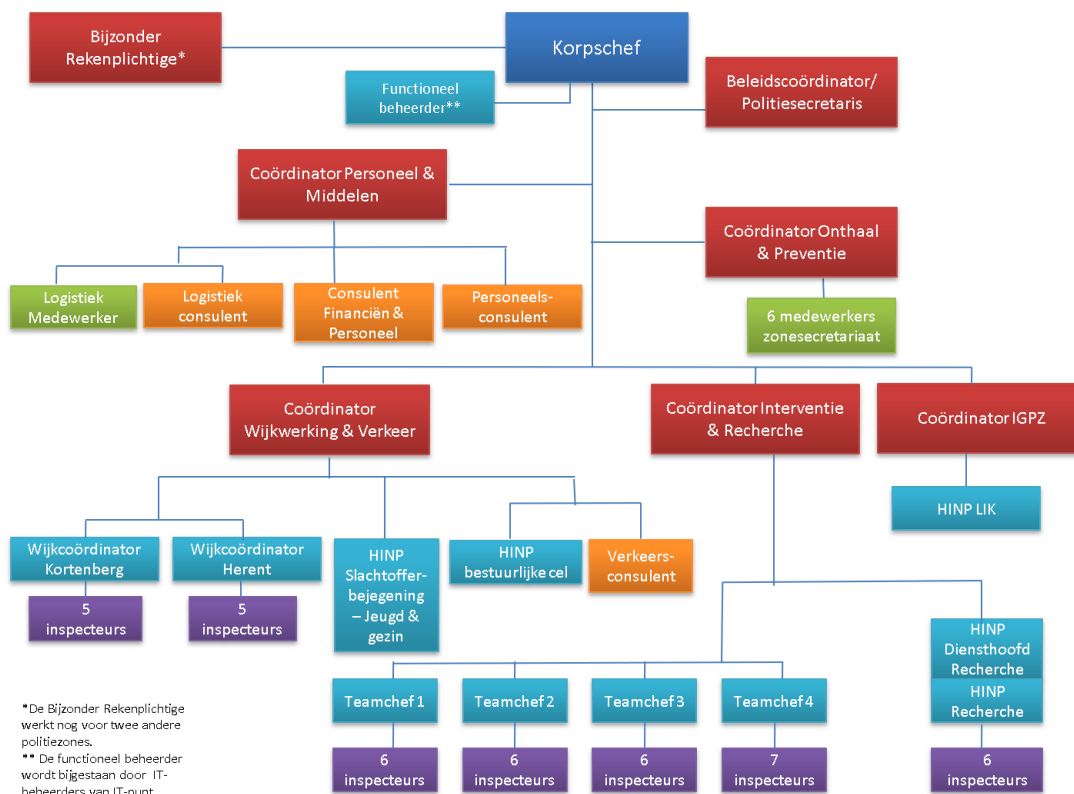 Bijzonder
Rekenplichtige*
Korpschef
Functioneel
beheerder**
Beleidscoördinator/
Politiesecretaris
Coördinator Personeel &
Middelen
Coördinator Onthaal
& Preventie
Logistiek
Medewerker
Logistiek
consulent
Consulent
Financiën &
Personeel
Personeels-
consulent
6 medewerkers
zonesecretariaat
Coördinator
Wijkwerking & Verkeer
Coördinator Interventie
& Recherche
Coördinator IGPZ
HINP LIK
Wijkcoördinator
Kortenberg
Wijkcoördinator
Herent
HINP
Slachtoffer-
bejegening
– Jeugd &
gezin
HINP
bestuurlijke cel
Verkeers-
consulent
5
inspecteurs
5
inspecteurs
HINP
Diensthoofd
Recherche
HINP
Recherche
Teamchef 1
Teamchef 2
Teamchef 3
Teamchef 4
6
inspecteurs
6
inspecteurs
6
inspecteurs
7
inspecteurs
6
inspecteurs
*De Bijzonder Rekenplichtige
werkt nog voor twee andere
politiezones.
** De functioneel beheerder
wordt bijgestaan door IT-
beheerders van IT-punt